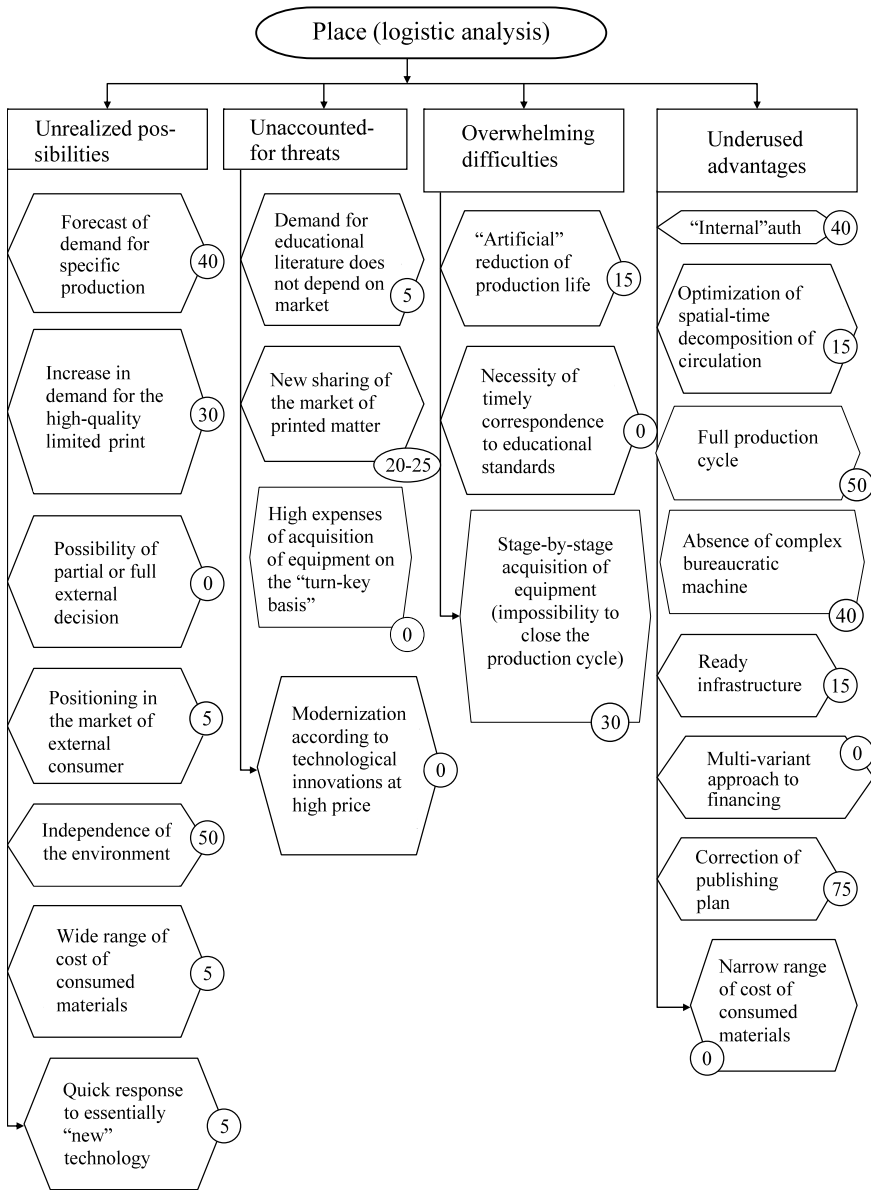 Place (logistic analysis)
Unrealized pos-
sibilities
Forecast of
demand for
specific
production
40
Increase in
demand for the
high-quality
limited print
30
Possibility of
partial or full
external
decision
0
Positioning in
the market of
external
consumer
5
Independence of
the environment
50
Wide range of
cost of
consumed
materials
5
Quick response
to essentially
“new”
technology
5
Unaccounted-
for threats
Demand for
educational
literature does
not depend on
market
5
New sharing of
the market of
printed matter
20-25
High expenses
of acquisition
of equipment on
the “turn-key
basis”
0
Modernization
according to
technological
innovations at
high price
0
Overwhelming
difficulties
“Artificial”
reduction of
production life
15
Necessity of
timely
correspondence
to educational
standards
0
Stage-by-stage
acquisition of
equipment
(impossibility to
close the
production cycle)
30
Underused
advantages
“Internal”auth
40
Optimization of
spatial-time
decomposition of
circulation
15
Full production
cycle
50
Absence of complex
bureaucratic
machine
40
Ready
infrastructure
15
Multi-variant
approach to
financing
0
Correction of
publishing
plan
75
Narrow range
of cost of
consumed
materials
0